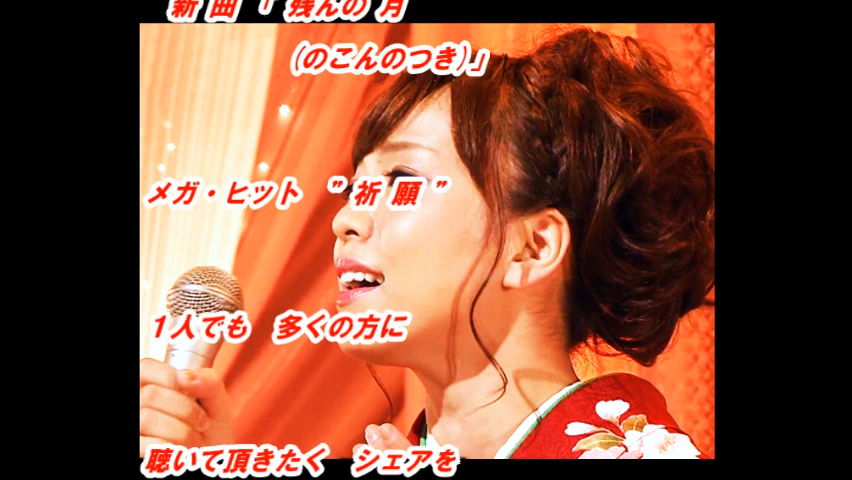 新 曲 「 残んの 月
(のこんのつき)」
メガ・ヒット ”祈 願 ”
１人でも 多くの方に
聴いて頂きたく シェアを